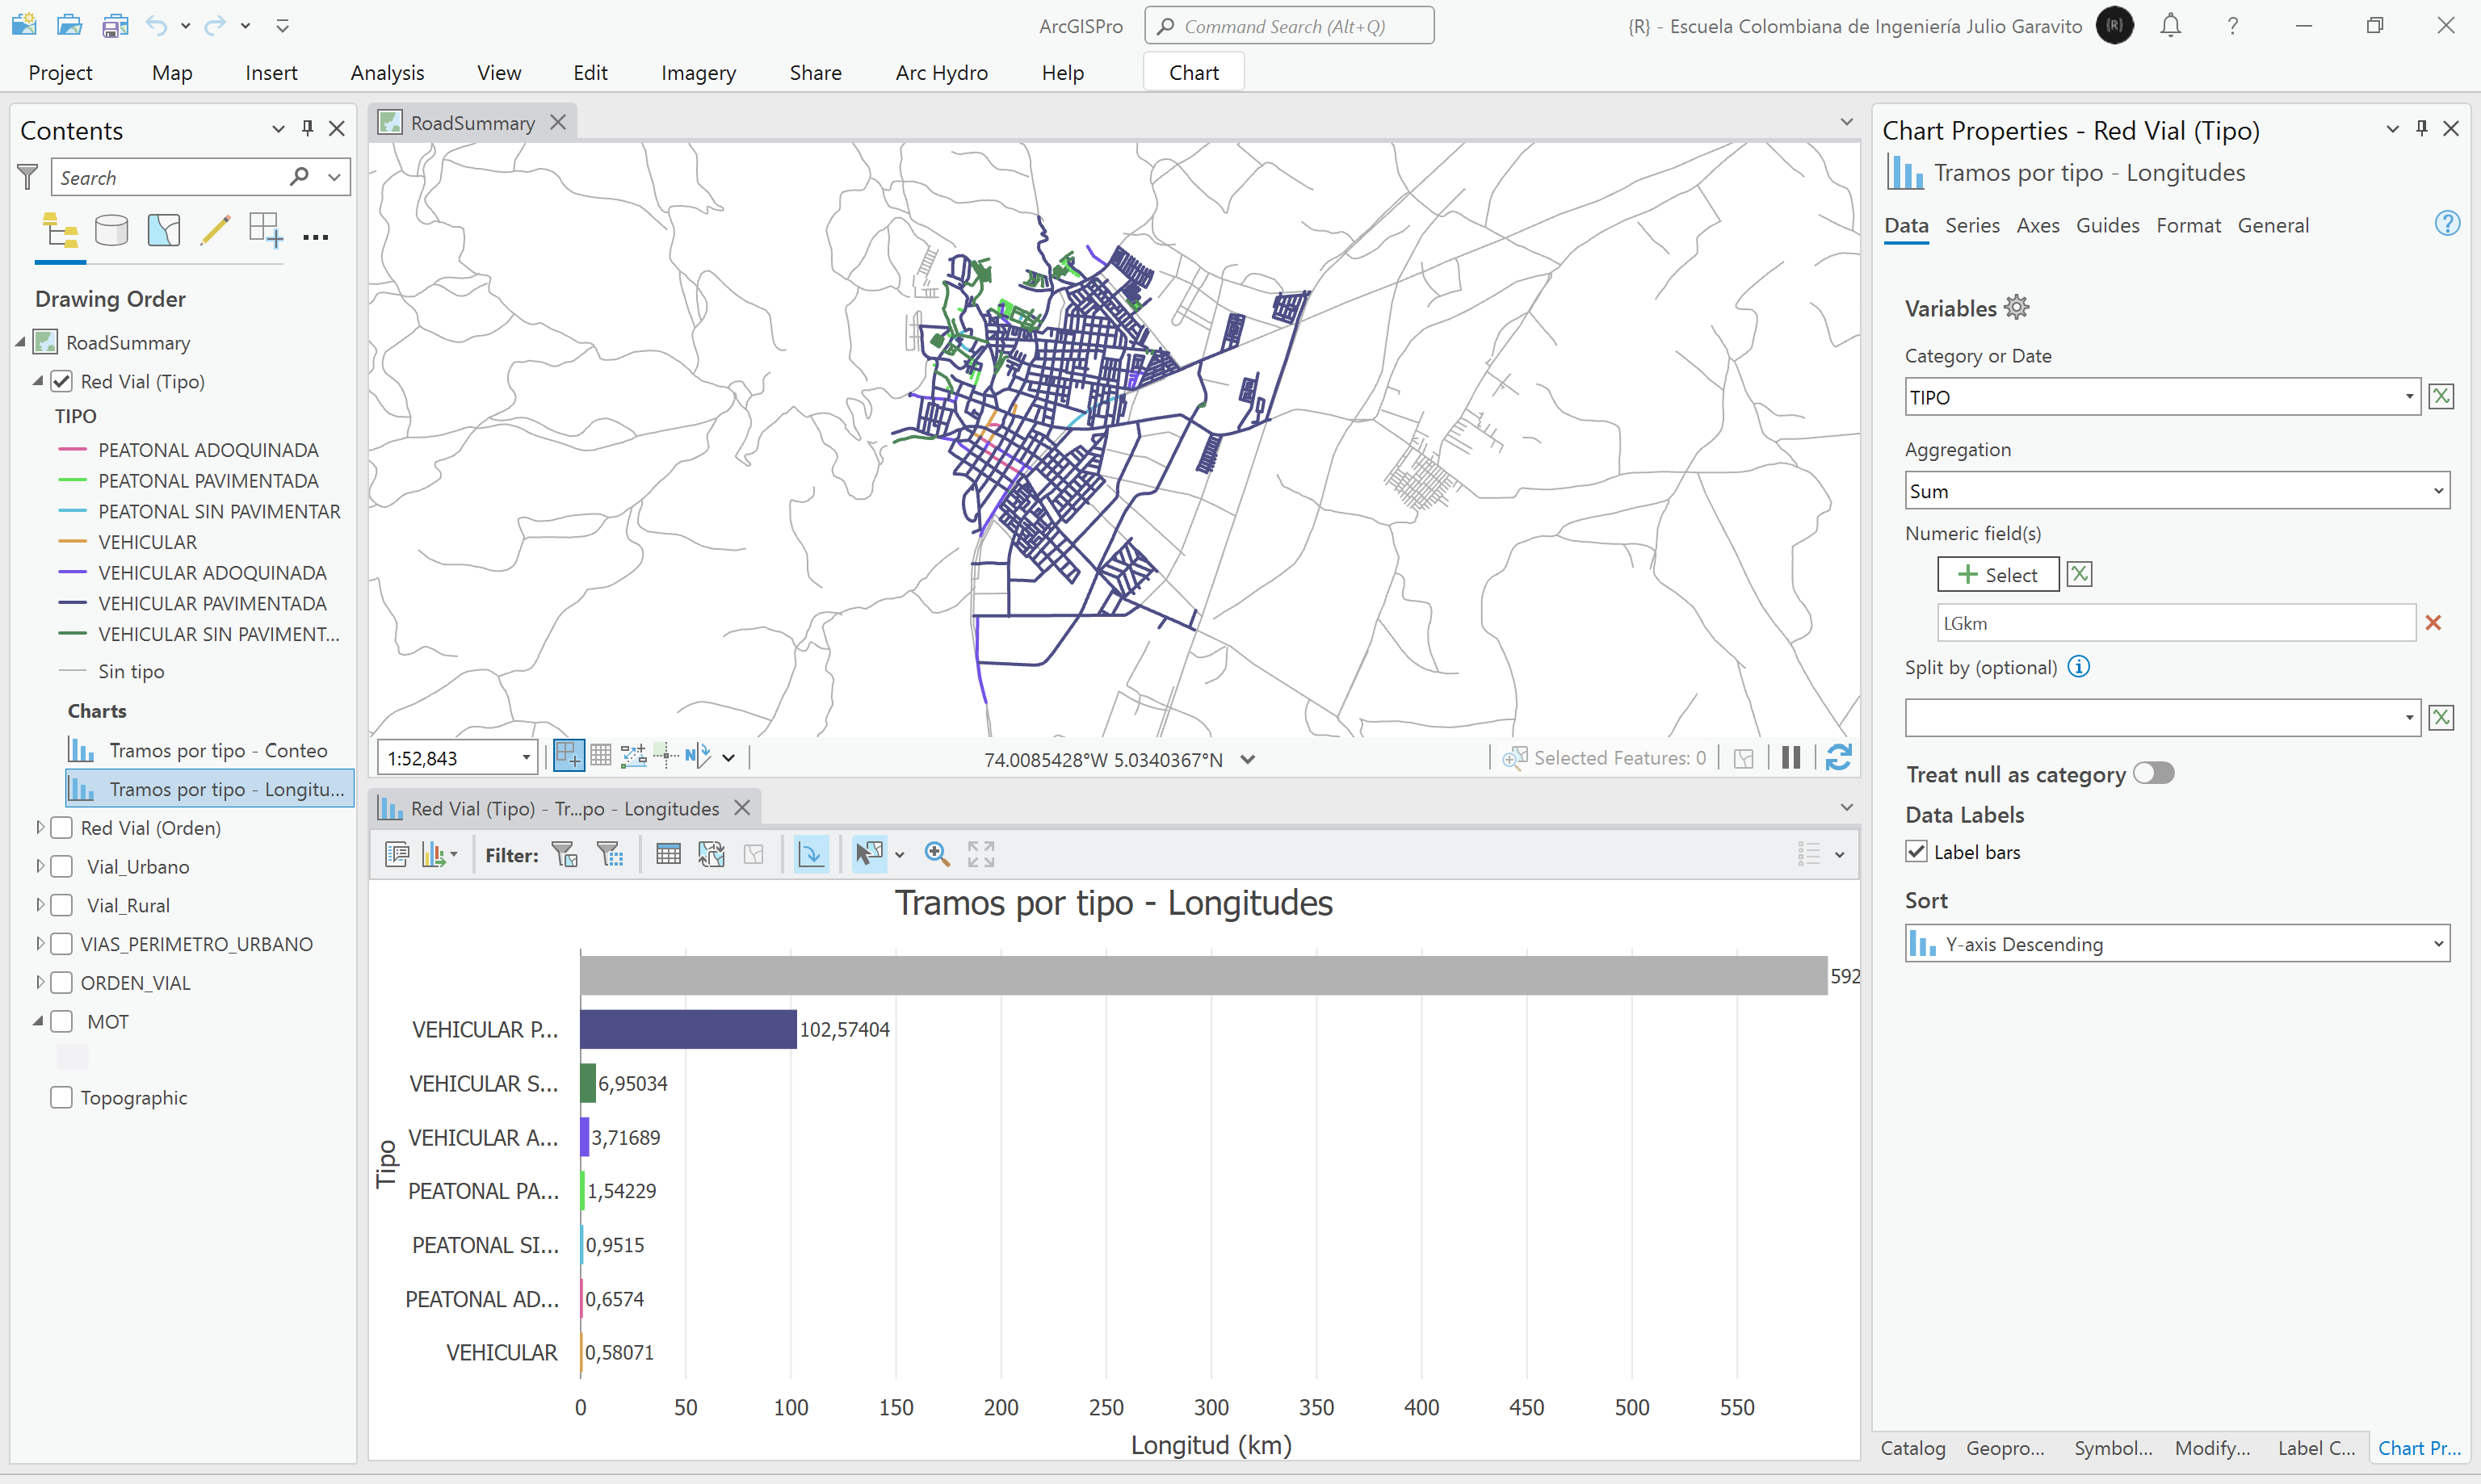 ArcGISPro
Command Search (Alt+Q)
{R} - Escuela Colombiana de Ingeniería Julio Garavito
{R}
?
Project
Map
Insert
Analysis
View
Edit
Imagery
Share
Arc Hydro
Help
Chart
Contents
Search
Drawing Order
RoadSummary
Red Vial (Tipo)
TIPO
PEATONAL ADOQUINADA
PEATONAL PAVIMENTADA
PEATONAL SIN PAVIMENTAR
VEHICULAR
VEHICULAR ADOQUINADA
VEHICULAR PAVIMENTADA
VEHICULAR SIN PAVIMENT...
Sin tipo
Charts
Tramos por tipo - Conteo
Tramos por tipo - Longitu...
Red Vial (Orden)
Vial_Urbano
Vial_Rural
VIAS_PERIMETRO_URBANO
ORDEN_VIAL
MOT
Topographic
RoadSummary
1:52,843
N
74.0085428°W 5.0340367°N
Selected Features: 0
Red Vial (Tipo) - Tr...po - Longitudes
Filter:
Tramos por tipo - Longitudes
592
VEHICULAR P... 102,57404
VEHICULAR S... 6,95034
VEHICULAR A... 3,71689
PEATONAL PA... 1,54229
PEATONAL SI... 0,9515
PEATONAL AD... 0,6574
VEHICULAR 0,58071
Tipo
0 50 100 150 200 250 300 350 400 450 500 550
Longitud (km)
Chart Properties - Red Vial (Tipo)
Tramos por tipo - Longitudes
Data Series Axes Guides Format General
?
Variables
Category or Date
TIPO
Aggregation
Sum
Numeric field(s)
Select
LGkm
Split by (optional)
Treat null as category
Data Labels
Label bars
Sort
Y-axis Descending
Catalog Geopro... Symbol... Modify... Label C... Chart Pr...